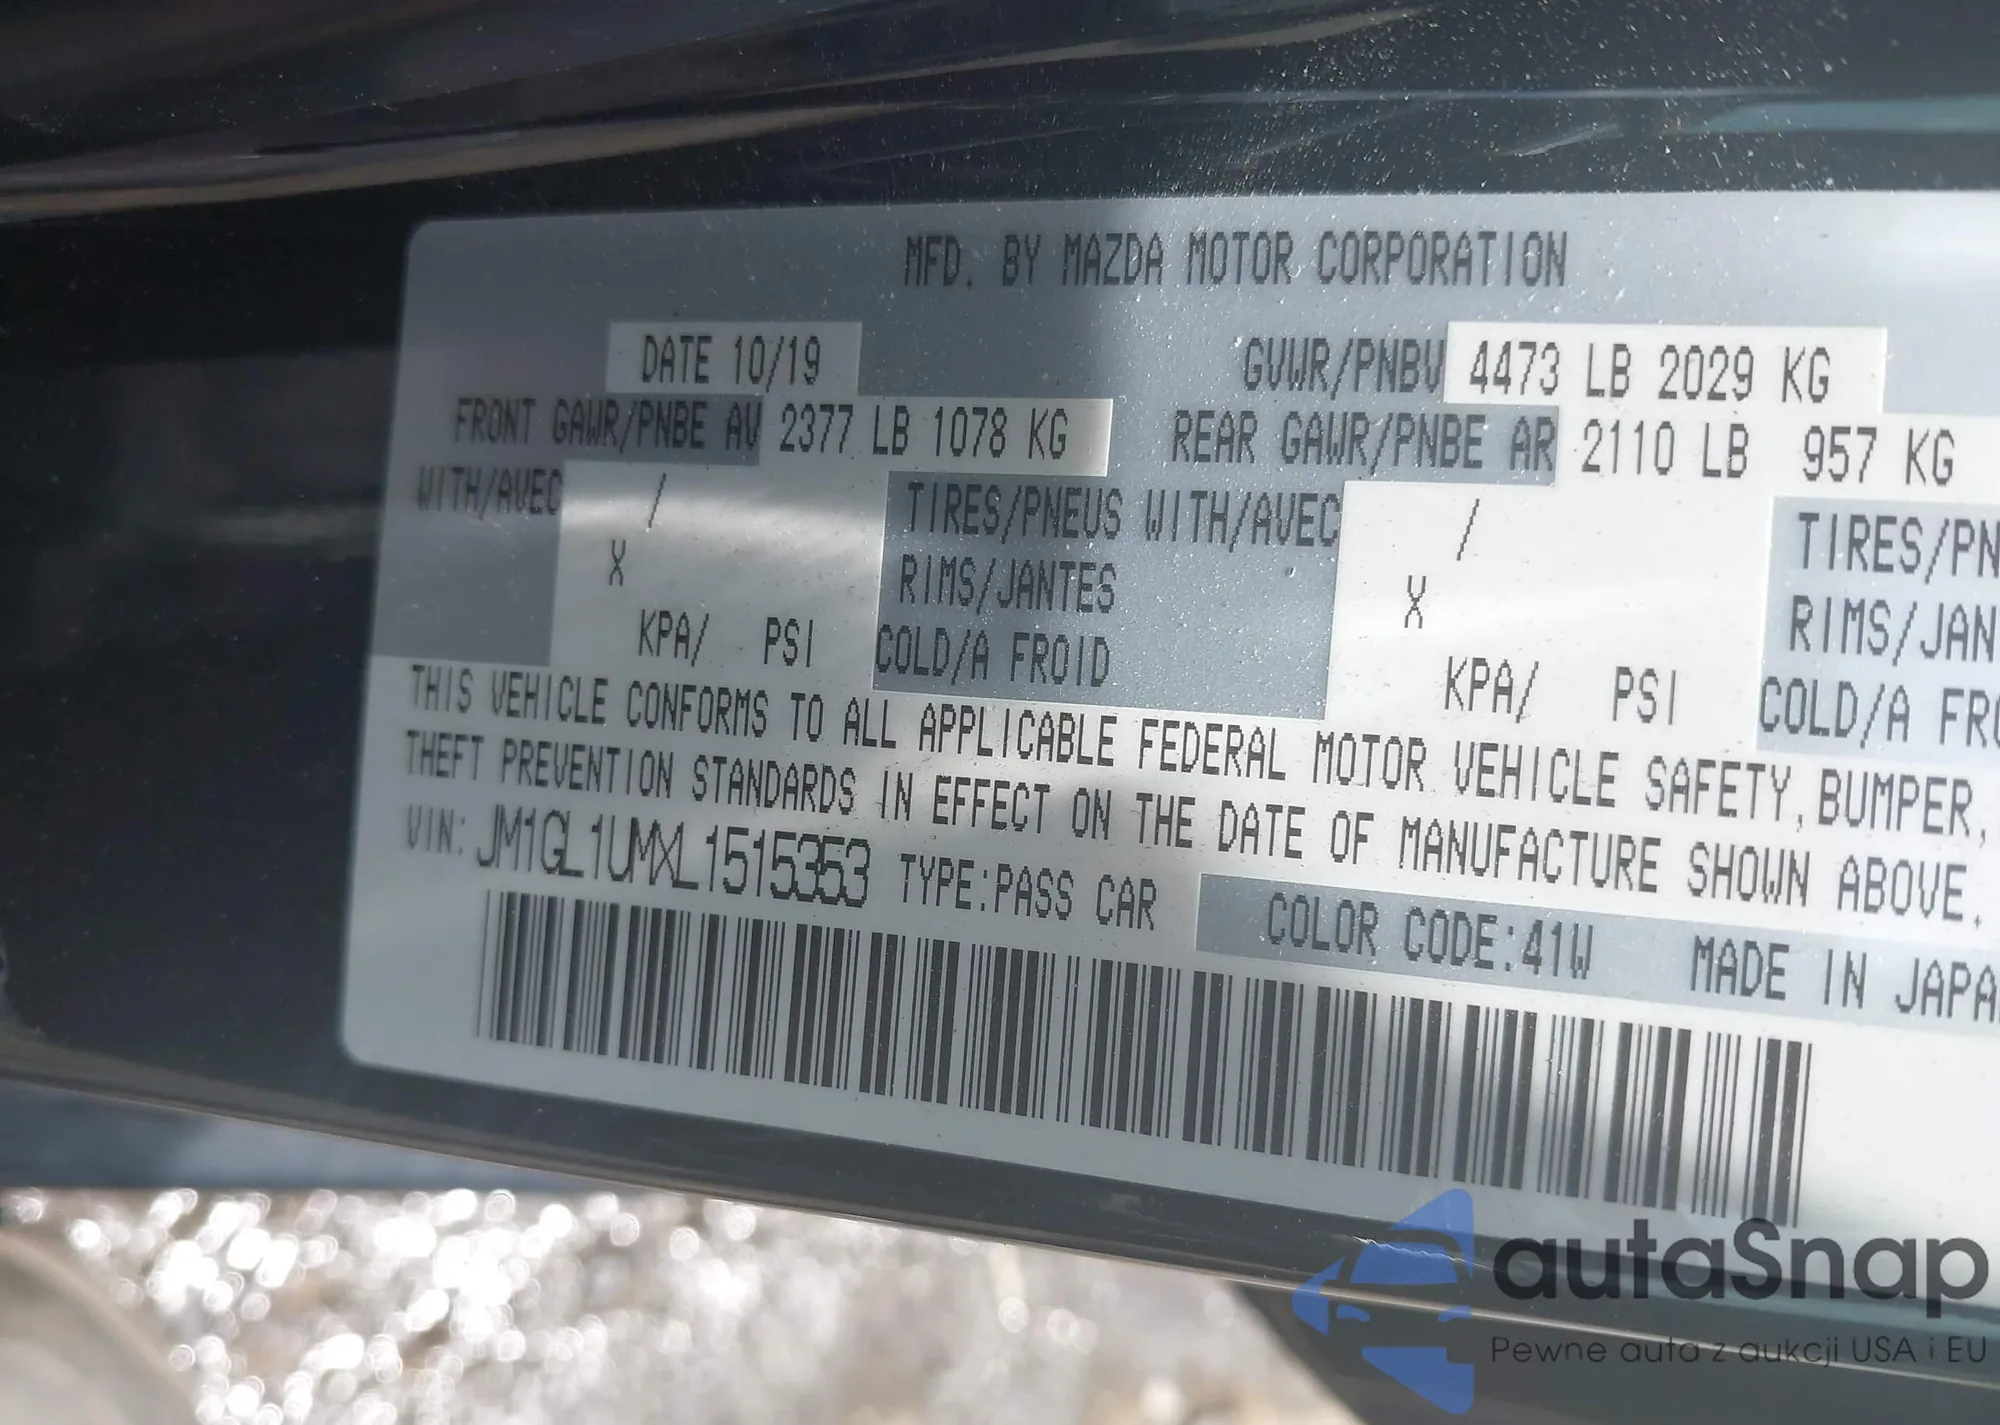 MFD. BY MAZDA MOTOR CORPORATION
DATE 10/19 GVWR/PNBV 4473 LB 2029 KG
FRONT GAWR/PNBE AV 2377 LB 1078 KG REAR GAWR/PNBE AR 2110 LB 957 KG
WITH/AVEC / TIRES/PNEUS WITH/AVEC / TIRES/PN
X RIMS/JANTES X RIMS/JAN
KPA/ PSI COLD/A FROID KPA/ PSI COLD/A FRO
THIS VEHICLE CONFORMS TO ALL APPLICABLE FEDERAL MOTOR VEHICLE SAFETY, BUMPER,
THEFT PREVENTION STANDARDS IN EFFECT ON THE DATE OF MANUFACTURE SHOWN ABOVE.
VIN: JM1GL1UMXL1515353 TYPE:PASS CAR COLOR CODE:41W MADE IN JAPA
autaSnap
Pewne auta z aukcji USA i EU